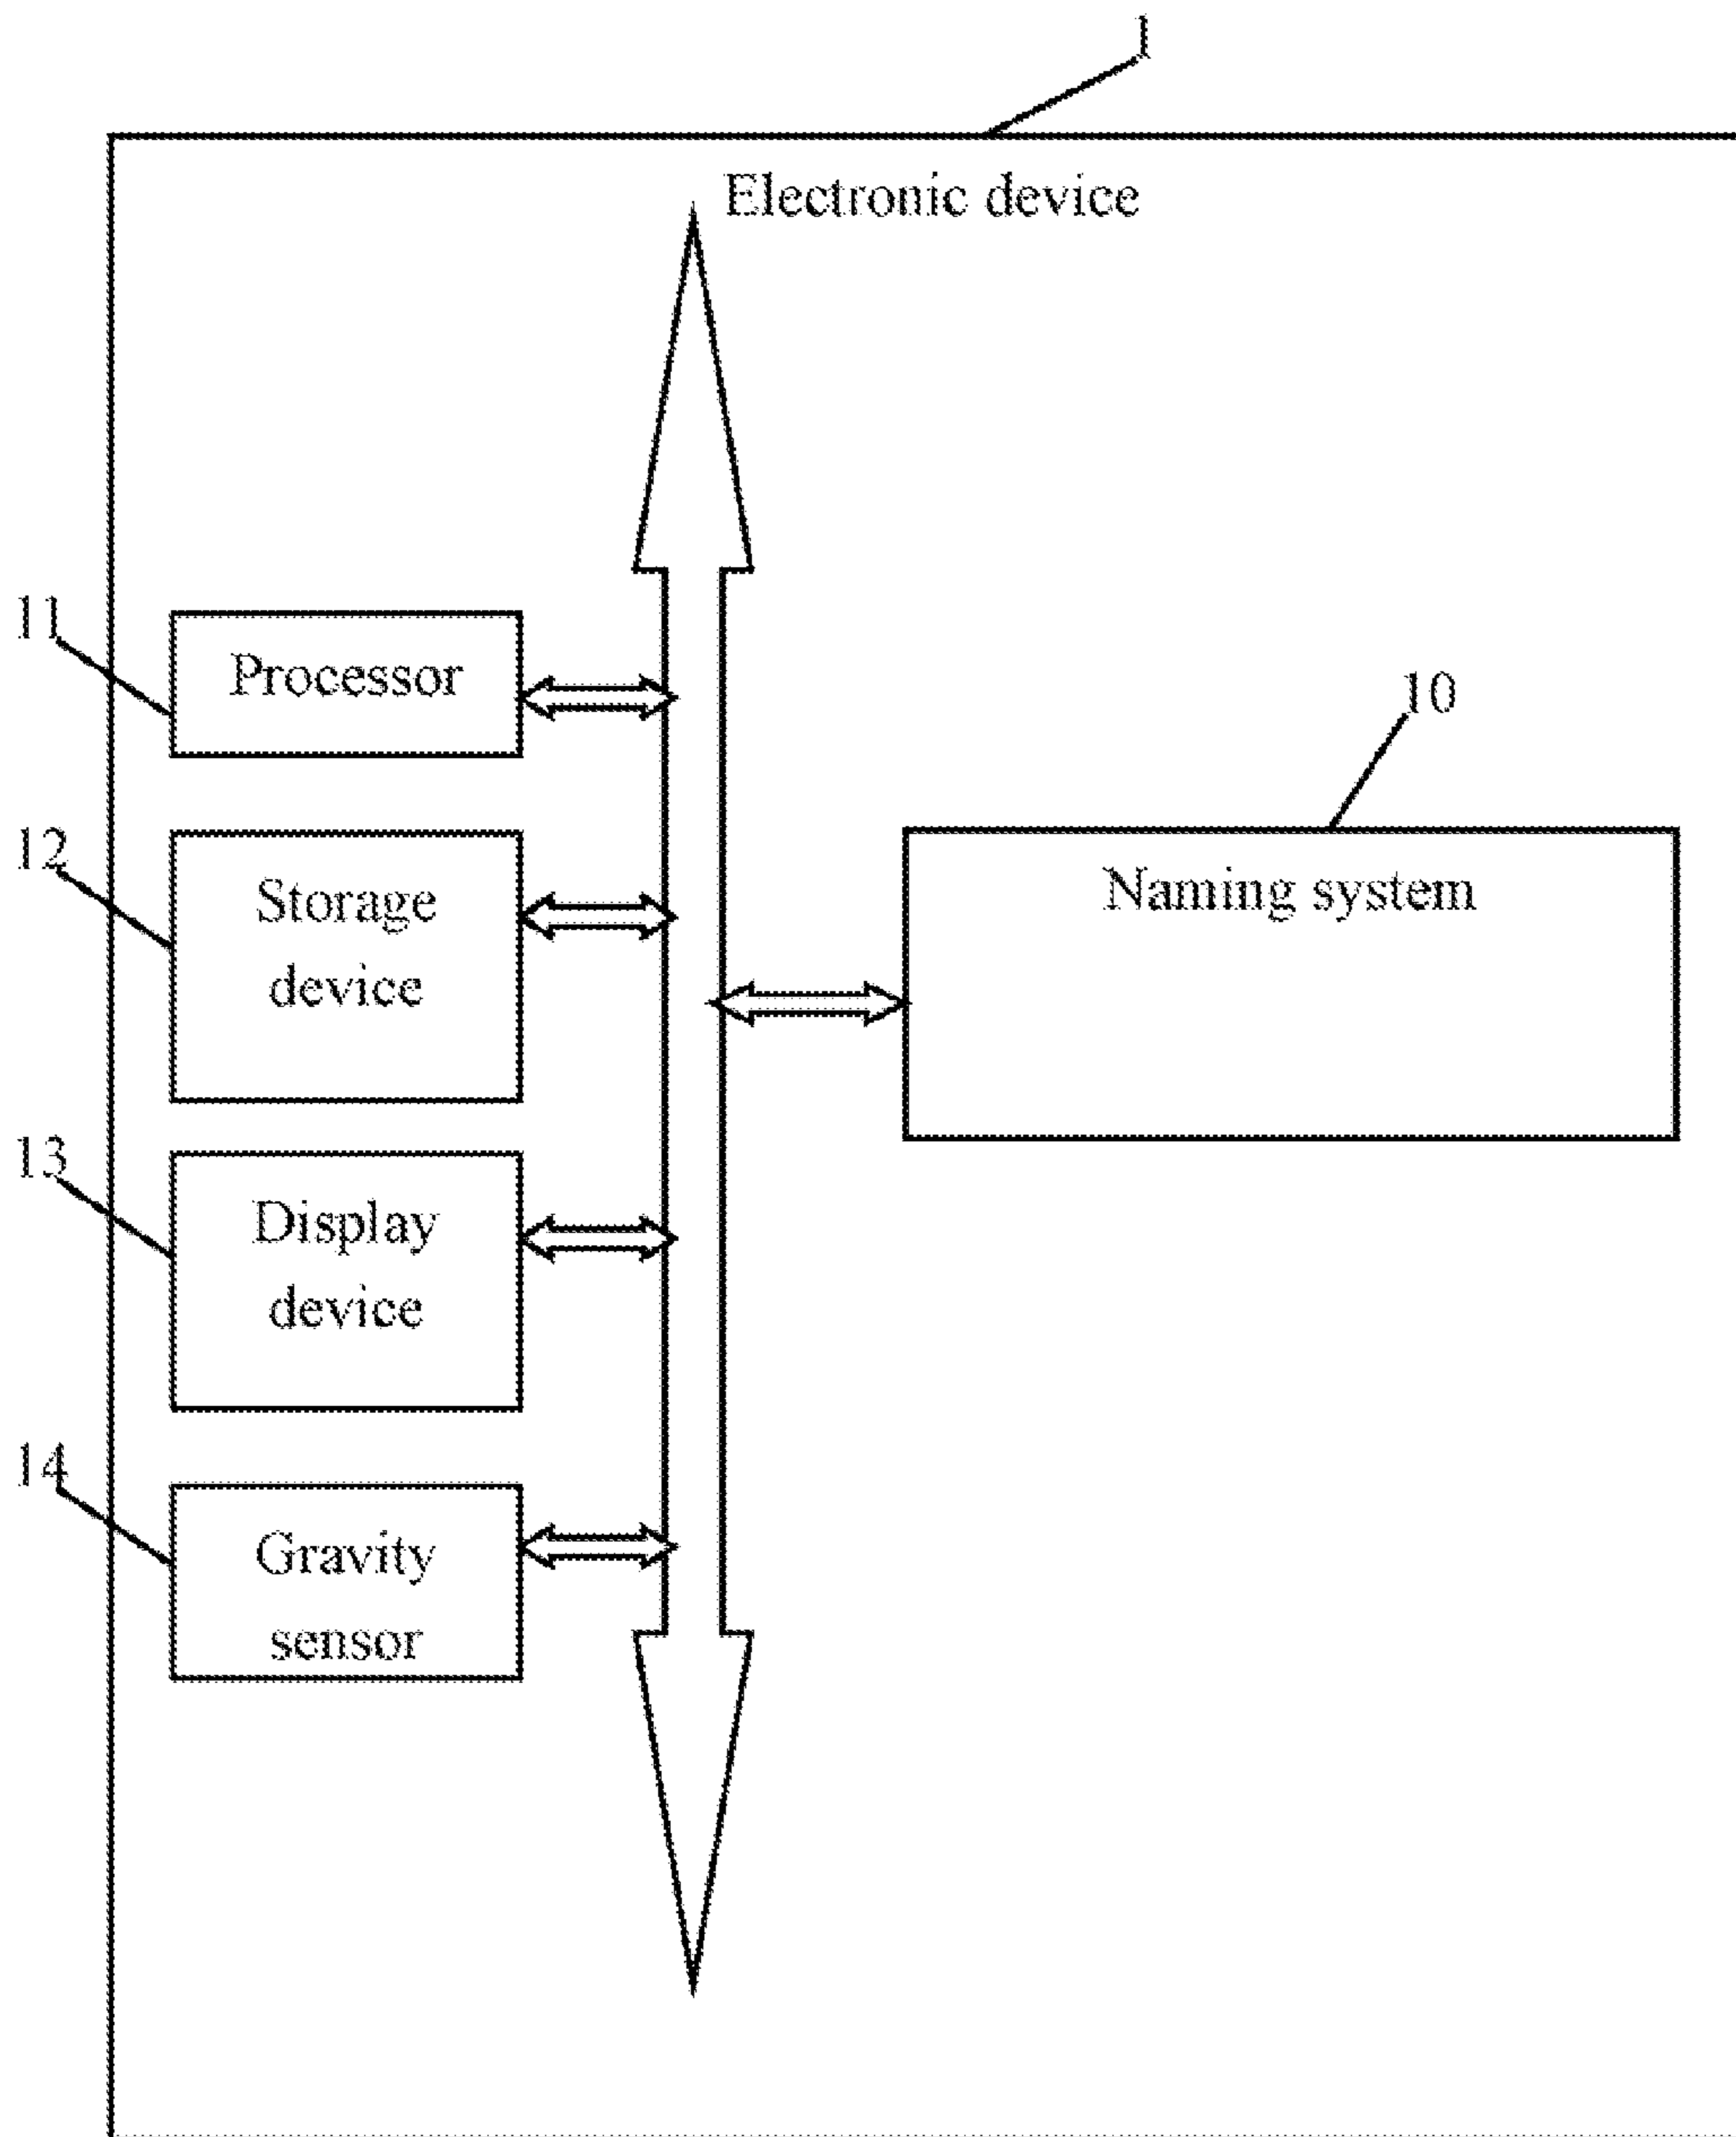 1
Electronic device
11
Processor
10
12
Storage
device
Naming system
13
Display
device
14
Gravity
sensor